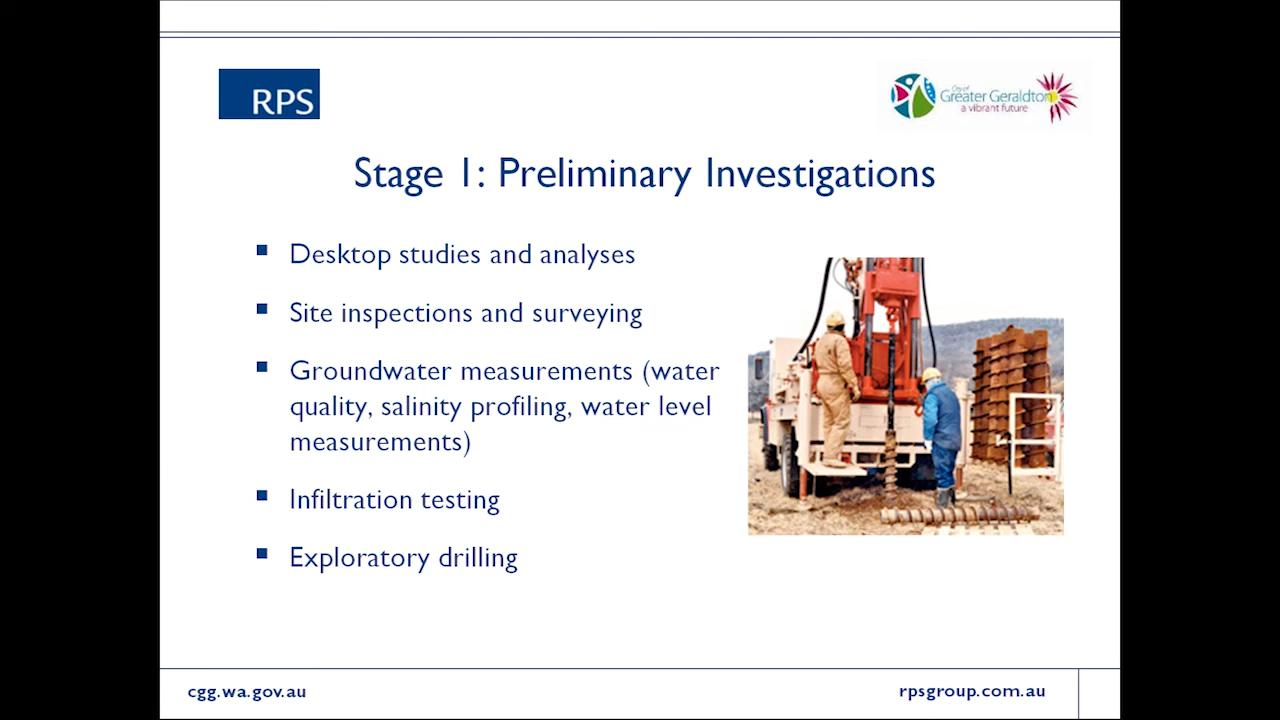 RPS
City of
Greater Geraldton
a vibrant future
Stage 1: Preliminary Investigations
Desktop studies and analyses
Site inspections and surveying
Groundwater measurements (water
quality, salinity profiling, water level
measurements)
Infiltration testing
Exploratory drilling
cgg.wa.gov.au
rpsgroup.com.au